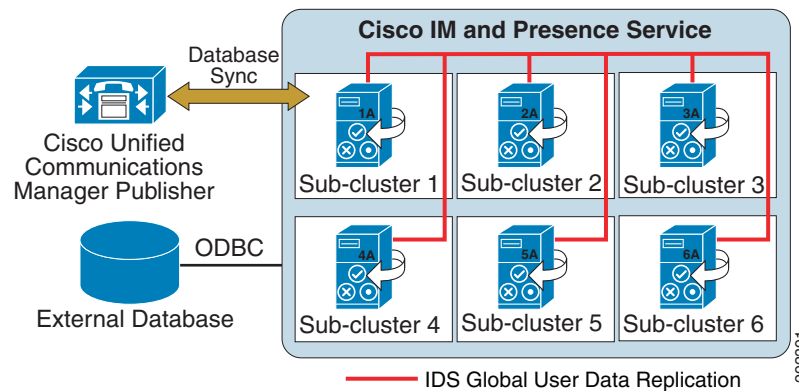 Cisco IM and Presence Service
Database
Sync
Cisco Unified
Communications
Manager Publisher
1A
Sub-cluster 1
2A
Sub-cluster 2
3A
Sub-cluster 3
ODBC
External Database
4A
Sub-cluster 4
5A
Sub-cluster 5
6A
Sub-cluster 6
IDS Global User Data Replication